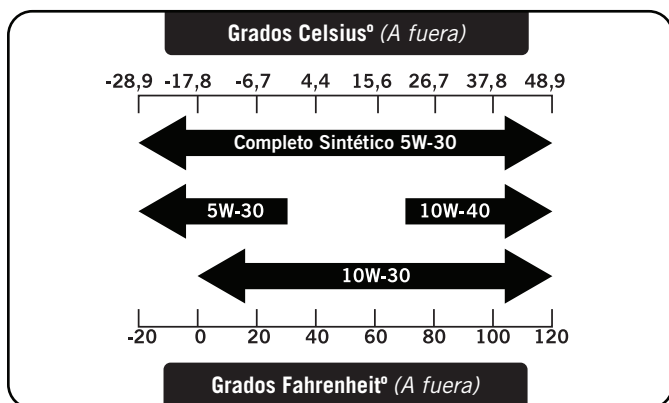 Grados Celsiusº (A fuera)
-28,9 -17,8 -6,7 4,4 15,6 26,7 37,8 48,9
Completo Sintético 5W-30
5W-30 10W-40
10W-30
-20 0 20 40 60 80 100 120
Grados Fahrenheitº (A fuera)